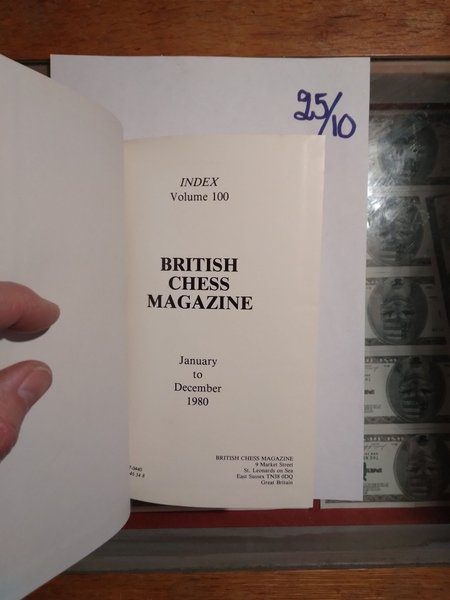 25/10
INDEX
Volume 100
BRITISH
CHESS
MAGAZINE
January
to
December
1980
BRITISH CHESS MAGAZINE
9 Market Street
St. Leonards on Sea
East Sussex TN38 0DQ
Great Britain